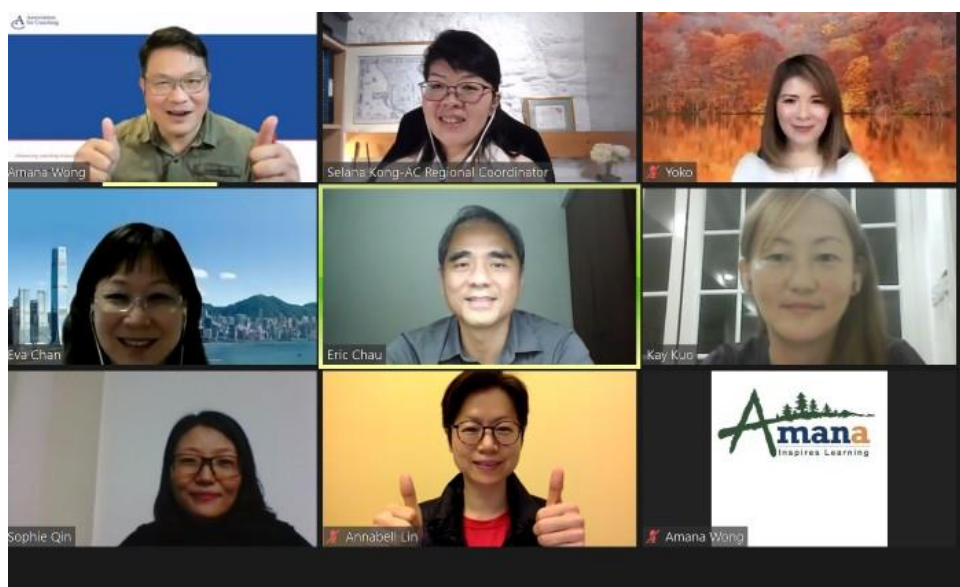 Association
for Coaching
Amana Wong
Selana Kong-AC Regional Coordinator
Yoko
Eva Chan
Eric Chau
Kay Kuo
Sophie Qin
Annabell Lin
Amana
Inspires Learning
Amana Wong